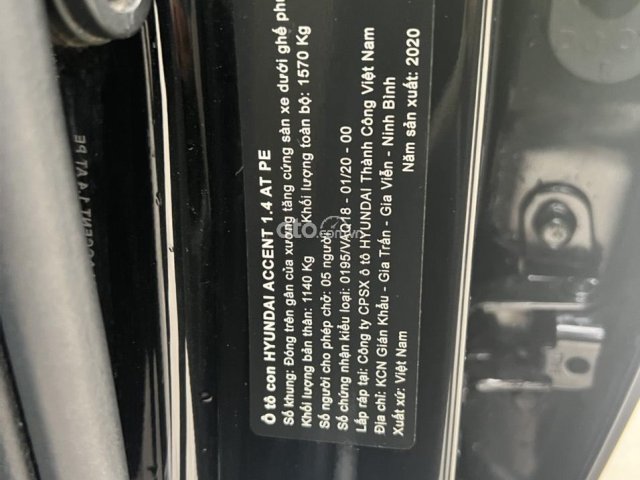 Ô tô con HYUNDAI ACCENT 1.4 AT PE
Số khung: Đóng trên gân của xương tăng cứng sàn xe dưới ghế
Khối lượng bản thân: 1140 Kg Khối lượng toàn bộ: 1570 Kg
Số người cho phép chở: 05 người
Số chứng nhận kiểu loại: 0195/VAQ18 - 01/20 - 00
Lắp ráp tại: Công ty CPSX ô tô HYUNDAI Thành Công Việt Nam
Địa chỉ: KCN Gián Khẩu - Gia Trấn - Gia Viễn - Ninh Bình
Xuất xứ: Việt Nam Năm sản xuất: 2020
oto.com.vn